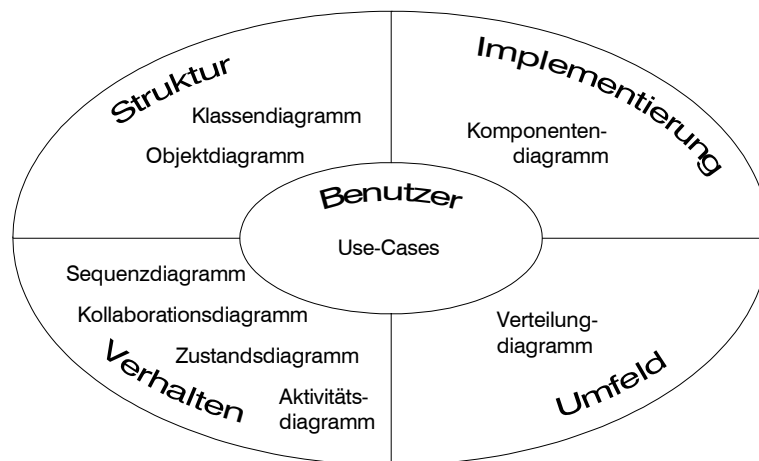 Struktur
Klassendiagramm
Objektdiagramm
Implementierung
Komponenten-
diagramm
Benutzer
Use-Cases
Sequenzdiagramm
Kollaborationsdiagramm
Zustandsdiagramm
Aktivitäts-
diagramm
Verhalten
Verteilung-
diagramm
Umfeld